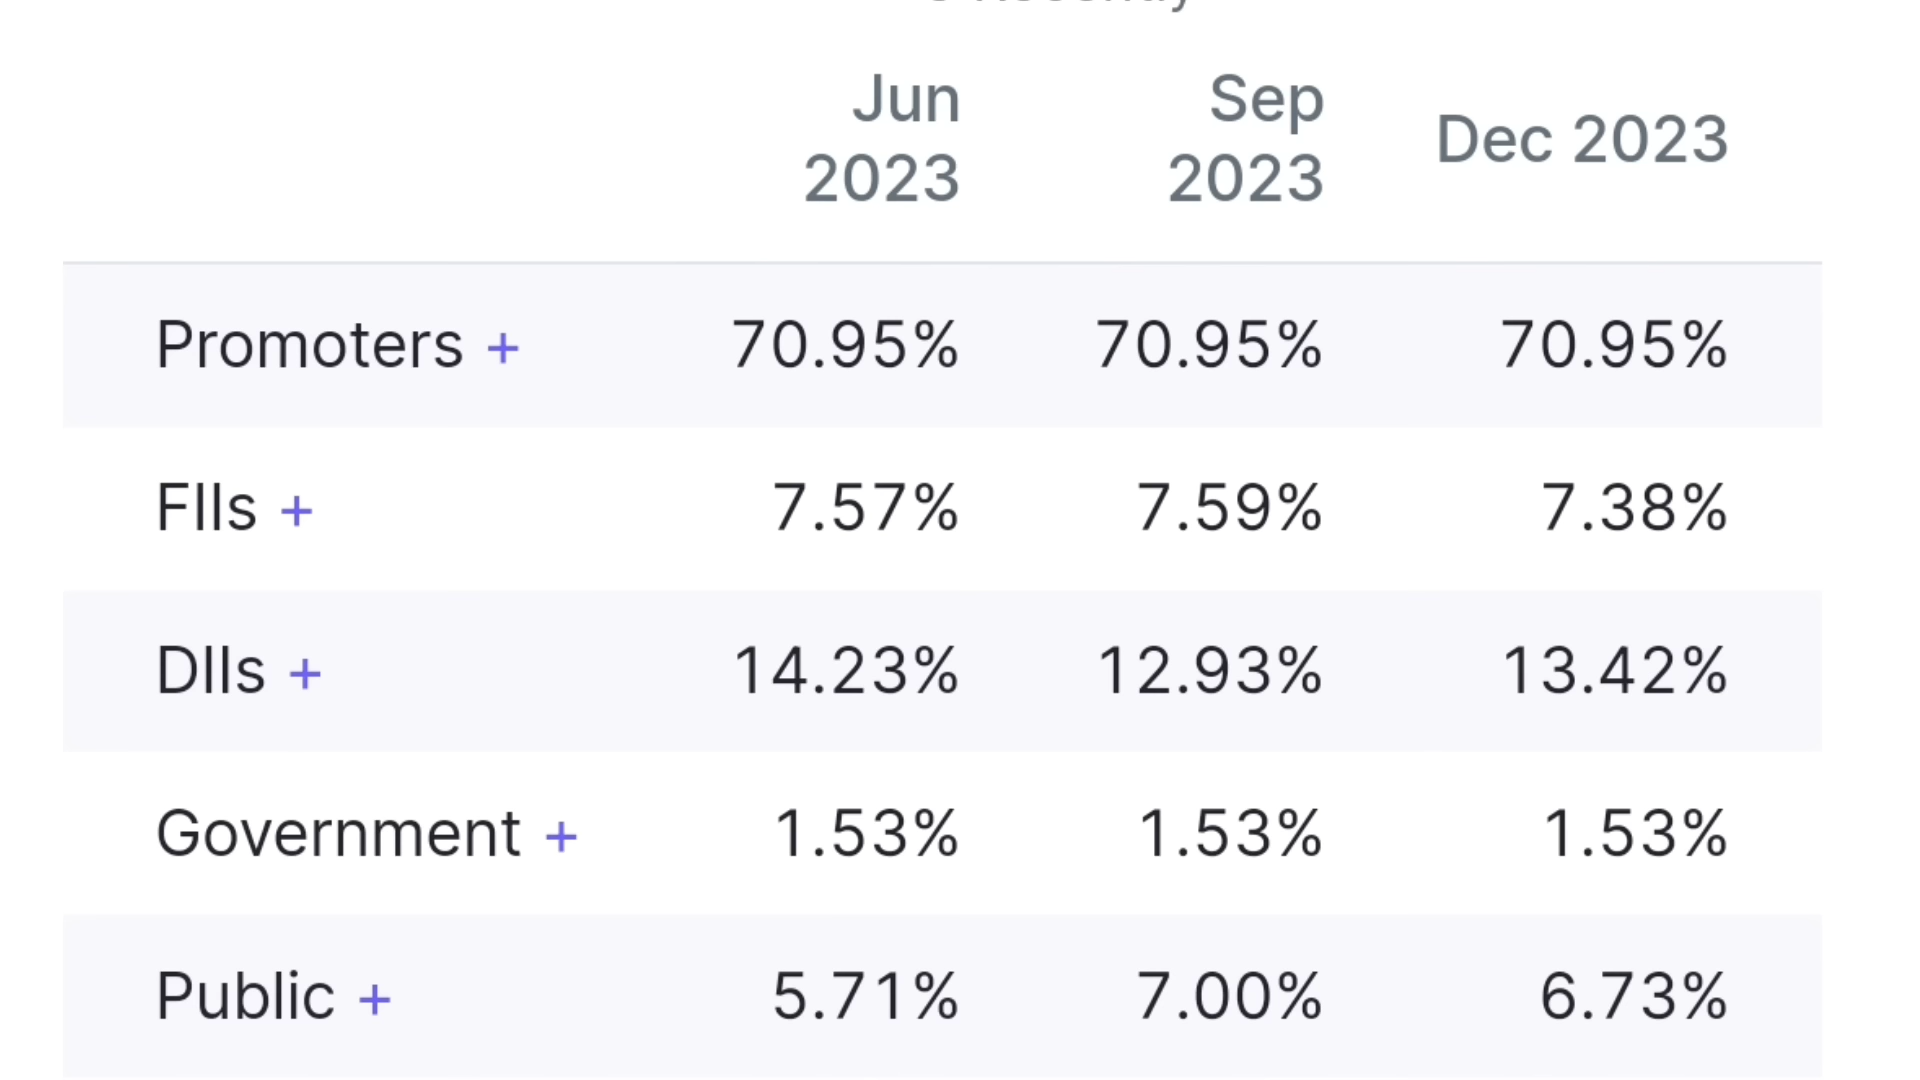 Recently
Jun 2023 Sep 2023 Dec 2023
Promoters + 70.95% 70.95% 70.95%
FIIs + 7.57% 7.59% 7.38%
DIIs + 14.23% 12.93% 13.42%
Government + 1.53% 1.53% 1.53%
Public + 5.71% 7.00% 6.73%